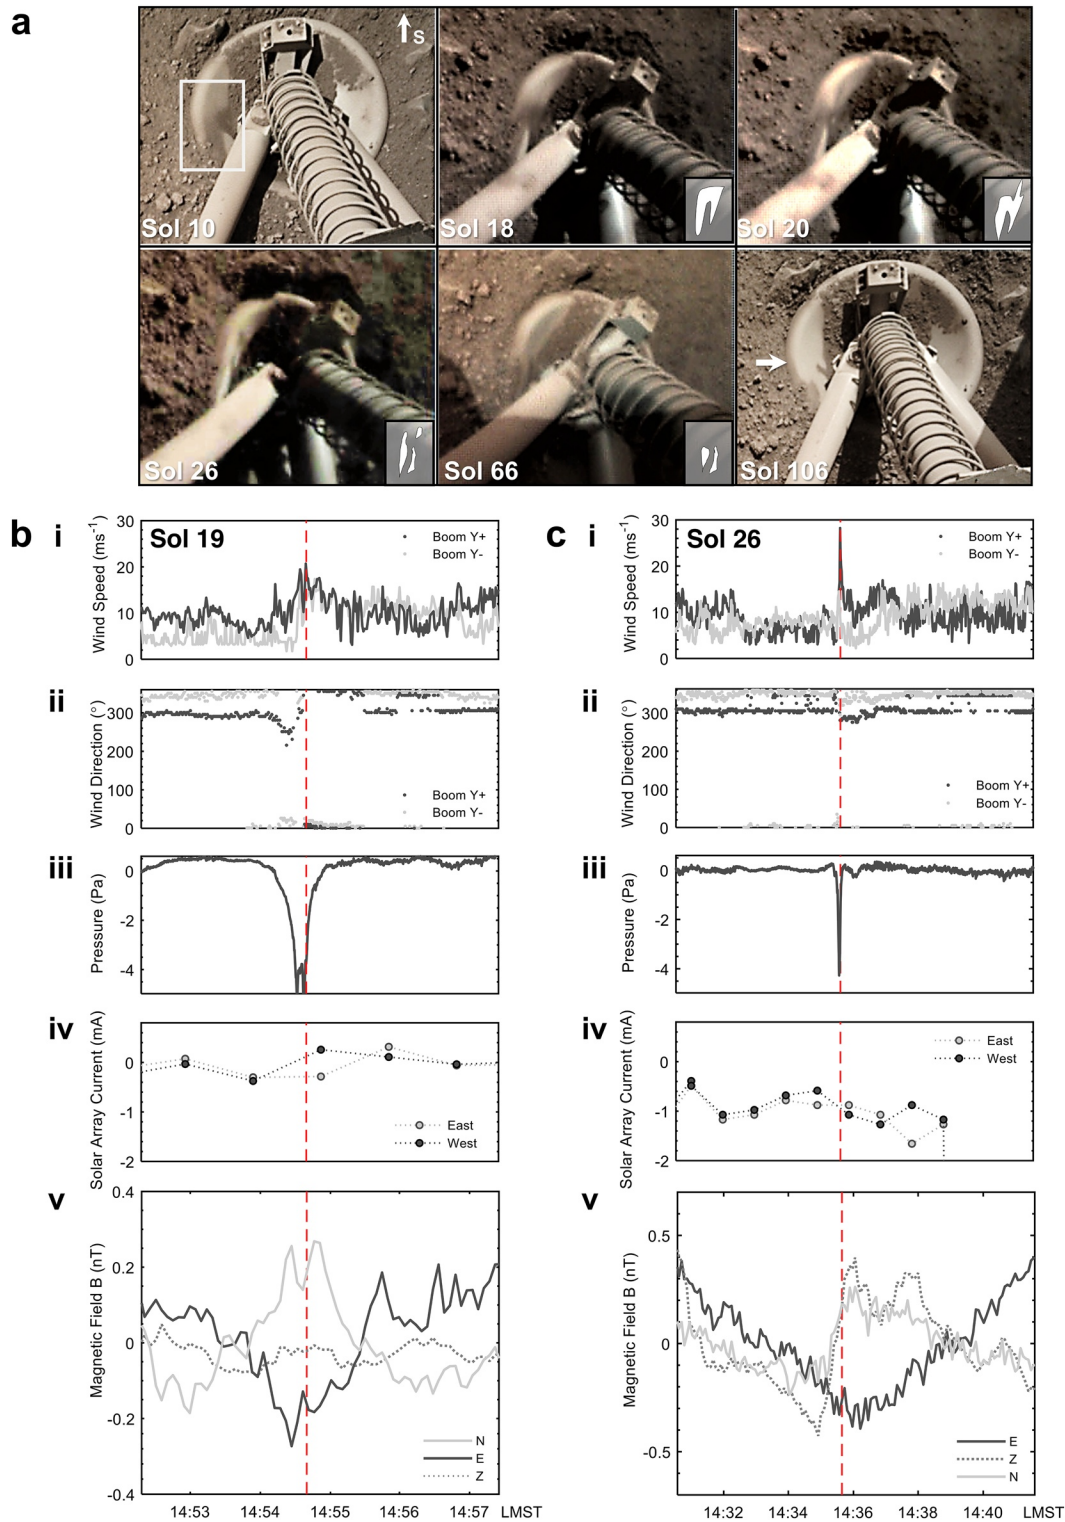 a
S
Sol 10
Sol 18
Sol 20
Sol 26
Sol 66
Sol 106
b
i
Sol 19
Wind Speed (ms-1)
30
20
10
0
Boom Y+
Boom Y-
ii
Wind Direction (°)
300
200
100
0
Boom Y+
Boom Y-
iii
Pressure (Pa)
0
-2
-4
iv
Solar Array Current (mA)
0
-1
-2
East
West
v
Magnetic Field B (nT)
0.4
0.2
0
-0.2
-0.4
N
E
Z
14:53 14:54 14:55 14:56 14:57 LMST
c
i
Sol 26
Wind Speed (ms-1)
30
20
10
0
Boom Y+
Boom Y-
ii
Wind Direction (°)
300
200
100
0
Boom Y+
Boom Y-
iii
Pressure (Pa)
0
-2
-4
iv
Solar Array Current (mA)
0
-1
-2
East
West
v
Magnetic Field B (nT)
0.5
0
-0.5
E
Z
N
14:32 14:34 14:36 14:38 14:40 LMST